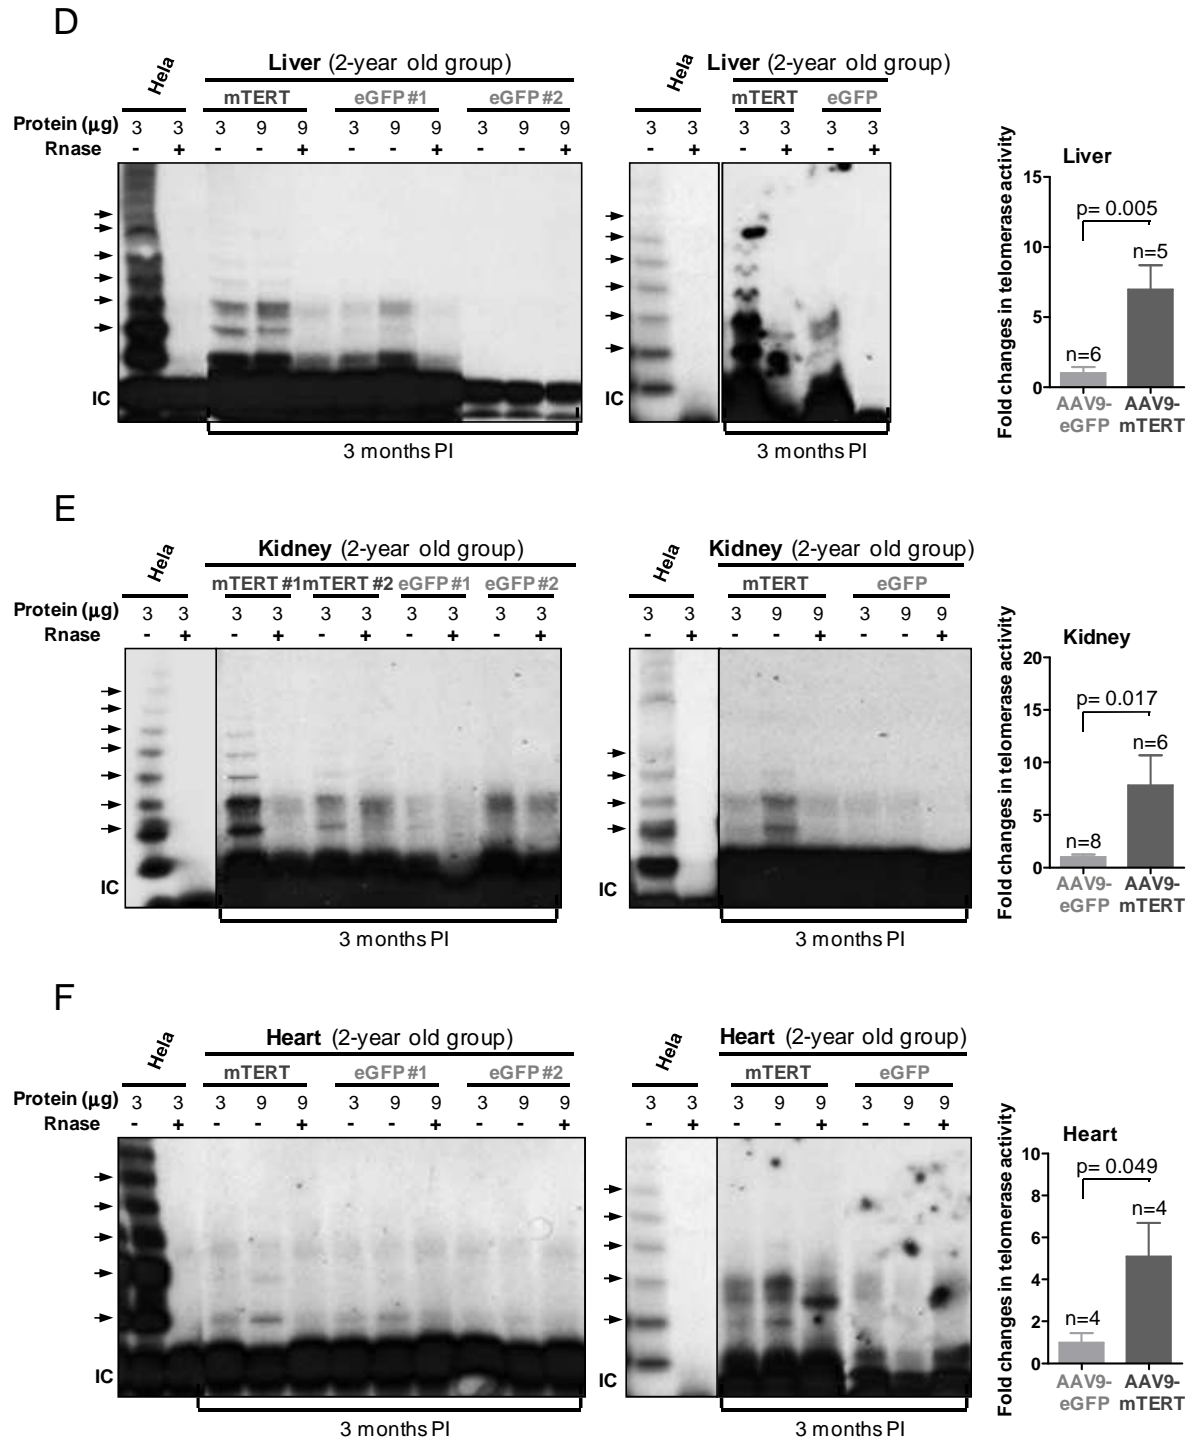 D
Hela
Liver (2-year old group)
mTERT eGFP #1 eGFP #2
Protein (μg) 3 3 3 9 9 3 9 9 3 9 9
Rnase - + - - + - - + - - +
IC
3 months PI
Hela
Liver (2-year old group)
mTERT eGFP
3 3 3 3 3 3
- + - + - +
IC
3 months PI
Liver
Fold changes in telomerase activity
15
10
5
0
p= 0.005
n=6
n=5
AAV9-eGFP
AAV9-mTERT
E
Hela
Kidney (2-year old group)
mTERT #1 mTERT #2 eGFP #1 eGFP #2
Protein (μg) 3 3 3 3 3 3 3 3 3 3
Rnase - + - + - + - + - +
IC
3 months PI
Hela
Kidney (2-year old group)
mTERT eGFP
3 3 3 9 9 3 9 9
- + - - + - - +
IC
3 months PI
Kidney
Fold changes in telomerase activity
20
15
10
5
0
p= 0.017
n=8
n=6
AAV9-eGFP
AAV9-mTERT
F
Hela
Heart (2-year old group)
mTERT eGFP #1 eGFP #2
Protein (μg) 3 3 3 9 9 3 9 9 3 9 9
Rnase - + - - + - - + - - +
IC
3 months PI
Hela
Heart (2-year old group)
mTERT eGFP
3 3 3 9 9 3 9 9
- + - - + - - +
IC
3 months PI
Heart
Fold changes in telomerase activity
10
8
6
4
2
0
p= 0.049
n=4
n=4
AAV9-eGFP
AAV9-mTERT